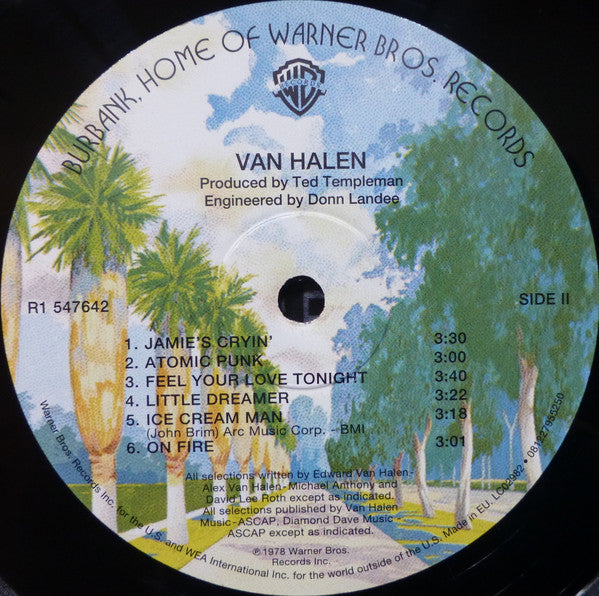 BURBANK, HOME OF WARNER BROS. RECORDS
WB
RECORDS
VAN HALEN
Produced by Ted Templeman
Engineered by Donn Landee
R1 547642
SIDE II
1. JAMIE'S CRYIN' 3:30
2. ATOMIC PUNK 3:00
3. FEEL YOUR LOVE TONIGHT 3:40
4. LITTLE DREAMER 3:22
5. ICE CREAM MAN 3:18
(John Brim) Arc Music Corp. - BMI
6. ON FIRE 3:01
All selections written by Edward Van Halen-
Alex Van Halen-Michael Anthony and
David Lee Roth except as indicated.
All selections published by Van Halen
Music-ASCAP, Diamond Dave Music -
ASCAP except as indicated.
℗1978 Warner Bros.
Records Inc.
Warner Bros. Records Inc. for the U.S. and WEA International Inc. for the world outside of the U.S. Made in EU. LC02982 •